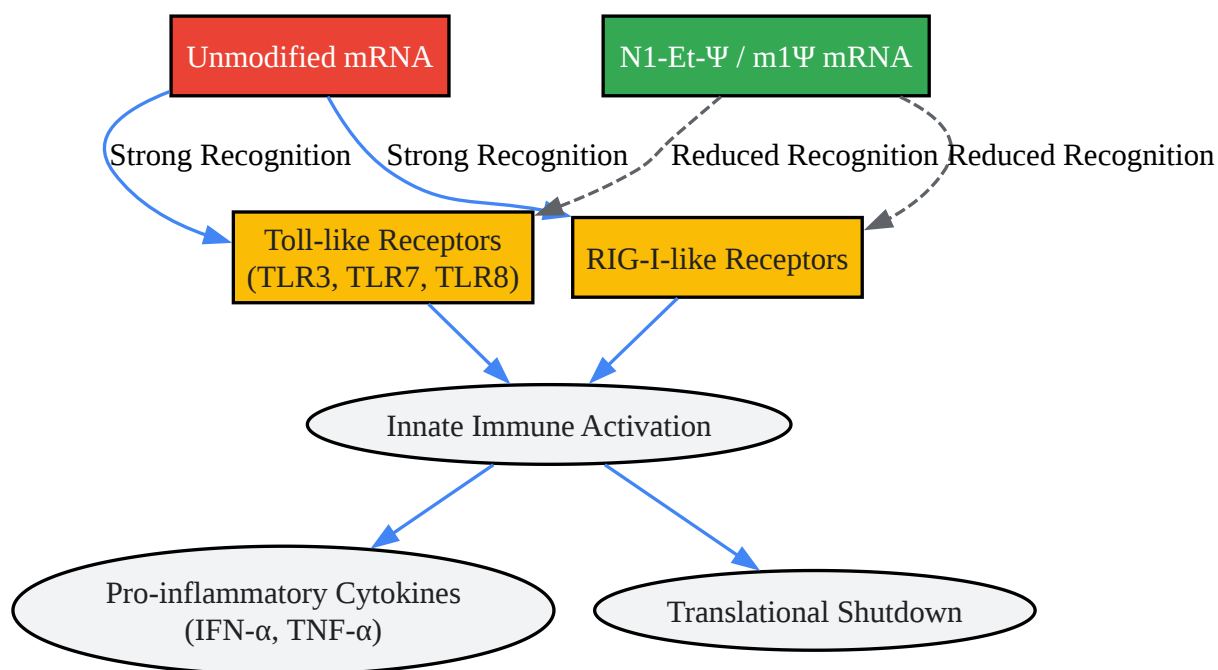 Unmodified mRNA
N1-Et-Ψ / m1Ψ mRNA
Strong Recognition
Strong Recognition
Reduced Recognition
Reduced Recognition
Toll-like Receptors
(TLR3, TLR7, TLR8)
RIG-I-like Receptors
Innate Immune Activation
Pro-inflammatory Cytokines
(IFN-α, TNF-α)
Translational Shutdown